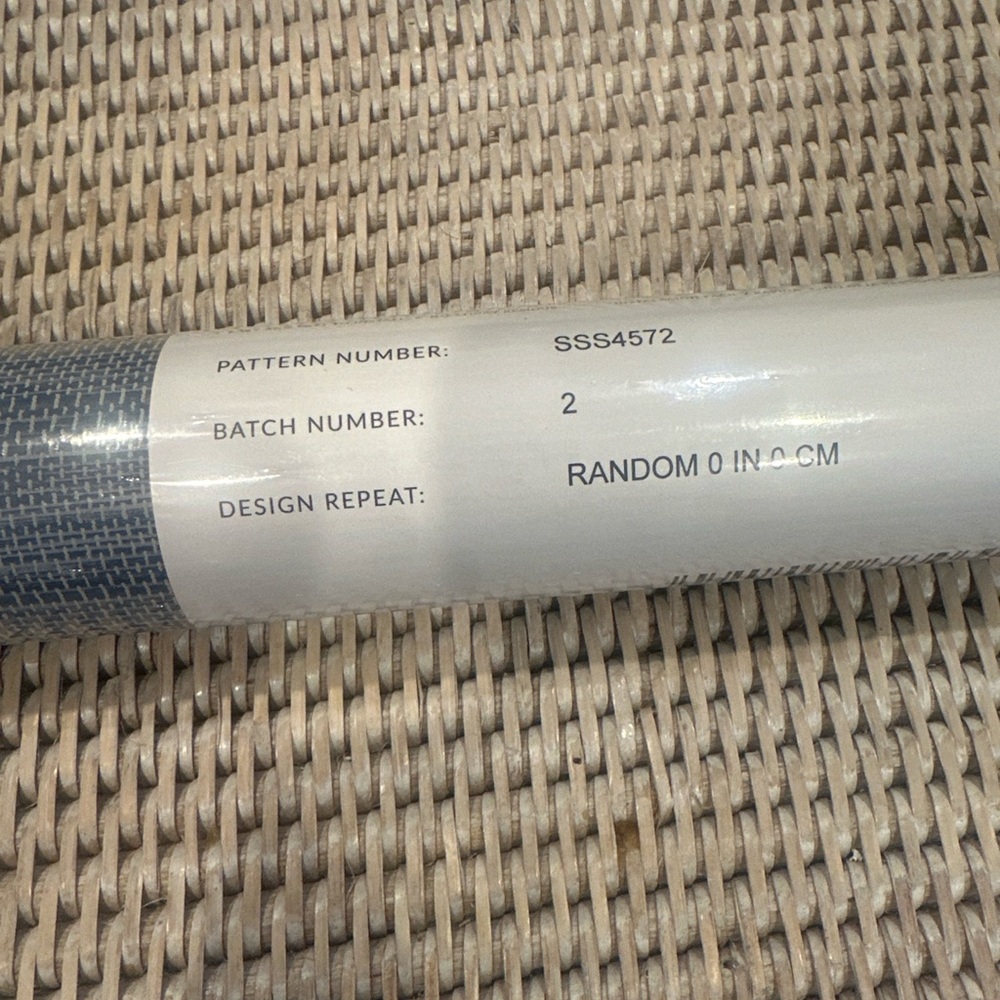 PATTERN NUMBER: SSS4572
BATCH NUMBER: 2
DESIGN REPEAT: RANDOM 0 IN 0 CM